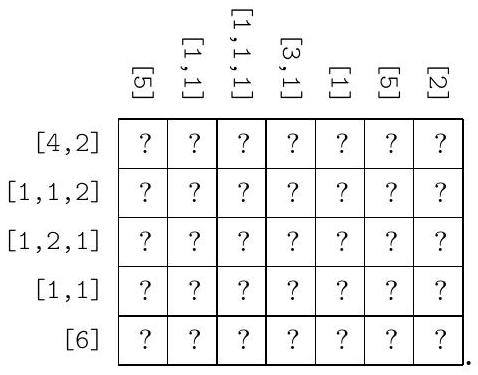 [5] [1,1] [1,1,1] [3,1] [1] [5] [2]
[4,2] ? ? ? ? ? ? ?
[1,1,2] ? ? ? ? ? ? ?
[1,2,1] ? ? ? ? ? ? ?
[1,1] ? ? ? ? ? ? ?
[6] ? ? ? ? ? ? ? .